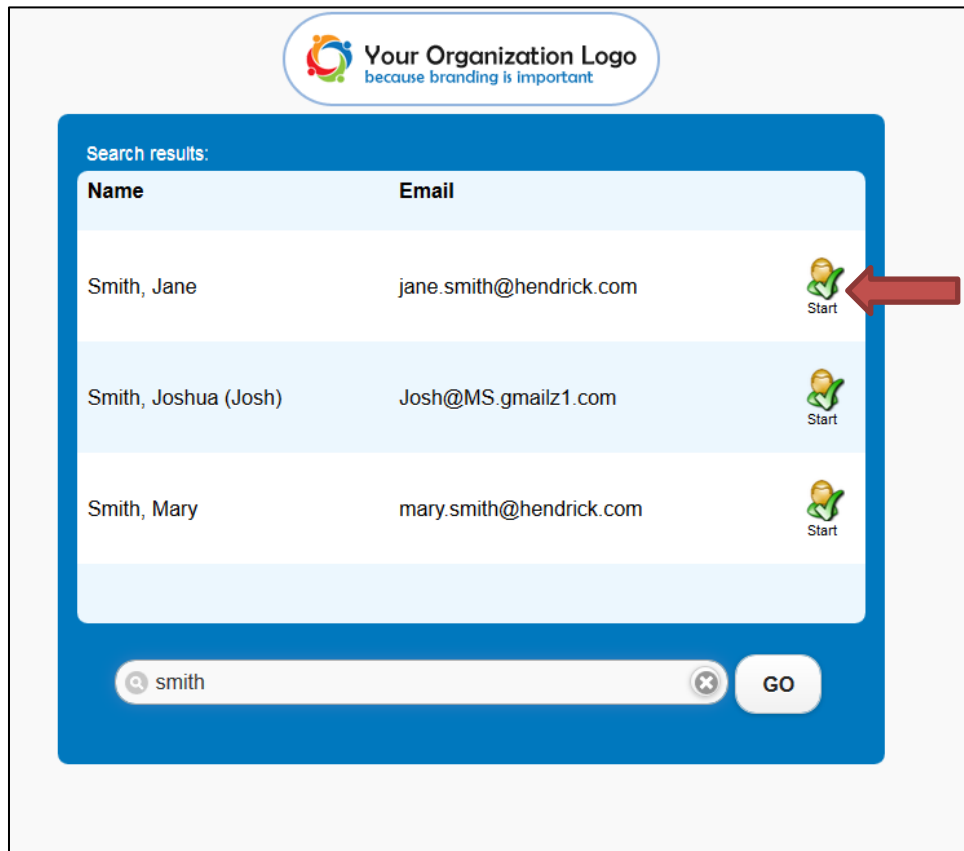 Your Organization Logo
because branding is important
Search results:
Name Email
Smith, Jane jane.smith@hendrick.com
Start
Smith, Joshua (Josh) Josh@MS.gmailz1.com
Start
Smith, Mary mary.smith@hendrick.com
Start
smith GO